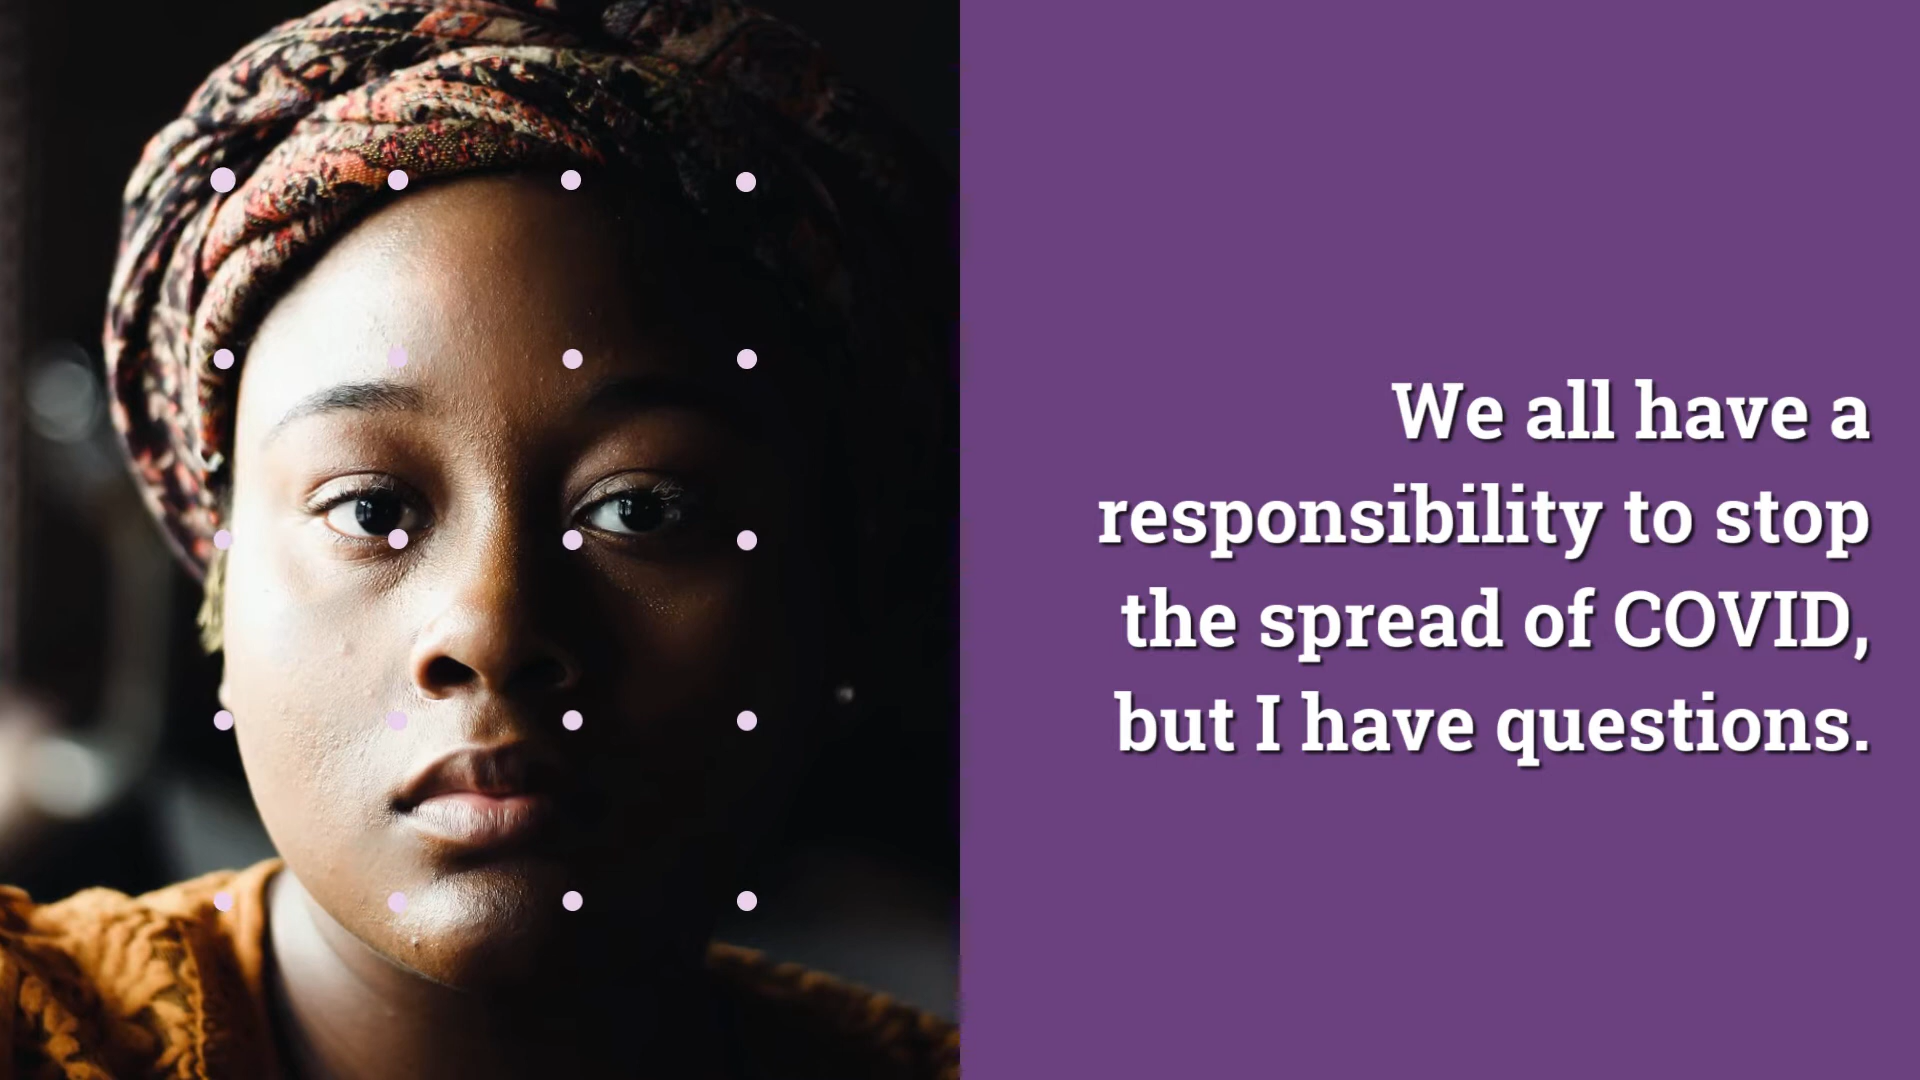 We all have a
responsibility to stop
the spread of COVID,
but I have questions.